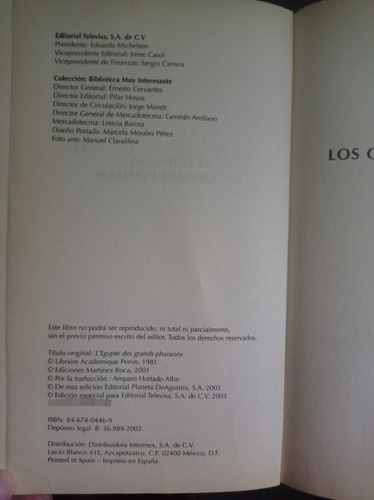 Editorial Televisa, S.A. de C.V
Presidente: Eduardo Michelsen
Vicepresidente Editorial: Irene Carol
Vicepresidente de Finanzas: Sergio Carrera
Colección: Biblioteca Muy Interesante
Director General: Ernesto Cervantes
Director Editorial: Pilar Hoyos
Director de Circulación: Jorge Morett
Director General de Mercadotecnia: Germán Arellano
Mercadotecnia: Leticia Batista
Diseño Portada: Maicela Morales Pérez
Foto arte: Manuel Clavellina
LOS
Este libro no podrá ser reproducido, ni total ni parcialmente,
sin el previo permiso escrito del editor. Todos los derechos reservados.
Título original: L'Egypte des grands pharaons
© Libraire Academique Perrin, 1981
© Ediciones Martínez Roca, 2001
© Por la traducción : Amparo Hurtado Albir
© De esta edición Editorial Planeta DeAgostini, S.A. 2003
© Edición especial para Editorial Televisa, S.A. de C.V. 2003
ISBN: 84-674-0446-9
Depósito legal: B. 36.989-2003
Distribución: Distribuidora Intermex, S.A. de C.V.
Lucio Blanco 435, Azcapotzalco, C.P. 02400 México, D.F.
Printed in Spain – Impreso en España